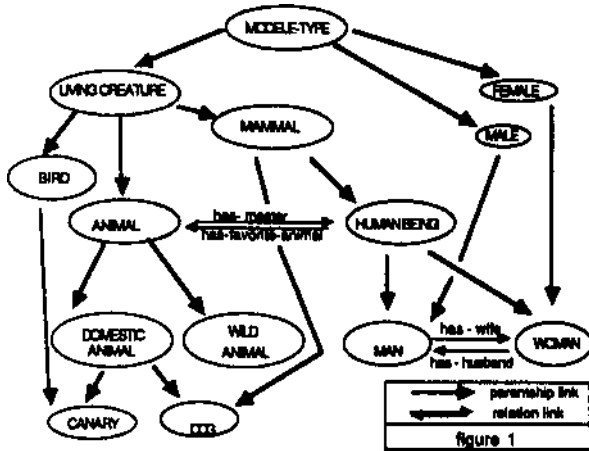 MODELE-TYPE
LIVING CREATURE
FEMALE
MAMMAL
MALE
BIRD
ANIMAL
has- master
has-favorite-animal
HUMAN BEING
DOMESTIC
ANIMAL
WILD
ANIMAL
MAN
has - wife
has - husband
WOMAN
CANARY
DOG
parentship link
relation link
figure 1